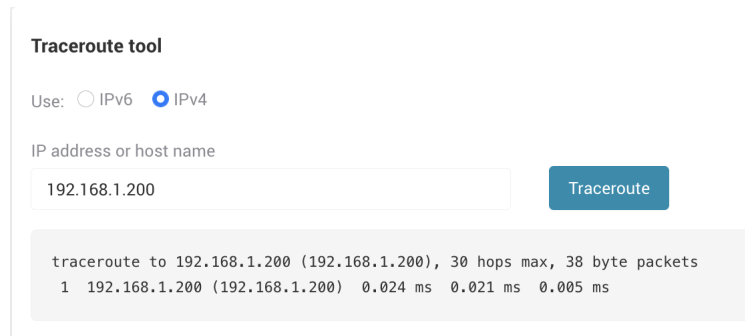 Traceroute tool
Use: IPv6 IPv4
IP address or host name
192.168.1.200 Traceroute
traceroute to 192.168.1.200 (192.168.1.200), 30 hops max, 38 byte packets
1 192.168.1.200 (192.168.1.200) 0.024 ms 0.021 ms 0.005 ms